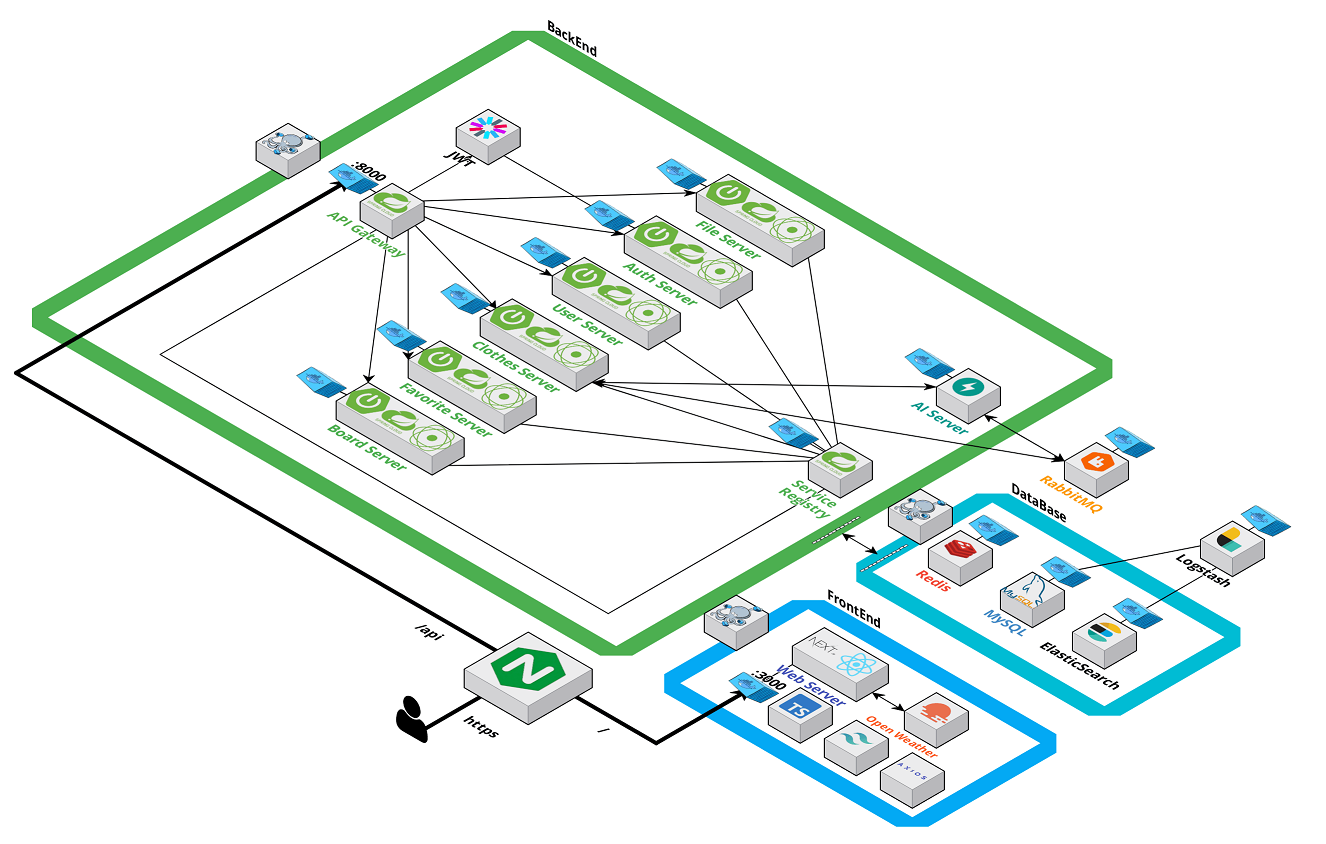 BackEnd
JWT
:8000
API Gateway
File Server
Auth Server
User Server
Clothes Server
Favorite Server
Board Server
AI Server
RabbitMQ
Service
Registry
DataBase
Redis
MySQL
MySQL
Logstash
ElasticSearch
FrontEnd
NEXT
Web Server
:3000
TS
Open Weather
AXIOS
/api
N
https
/